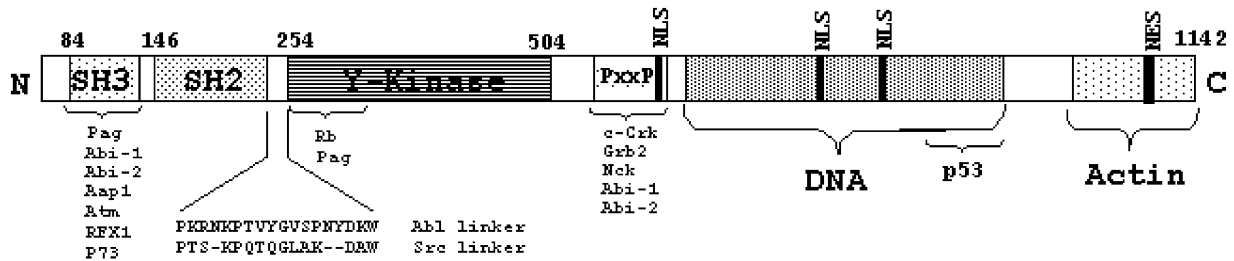 84 146 254 504 NLS NLS NLS NES 1142
N SH3 SH2 Y-Kinase PxxP C
Pag
Abi-1
Abi-2
Aap1
Atm
RFX1
P73
Rb
Pag
c-Crk
Grb2
Nck
Abi-1
Abi-2
DNA
p53
Actin
PKRNKPTVYGVSPNYDKW Abl linker
PTS-KPQTQGLAK--DAW Src linker